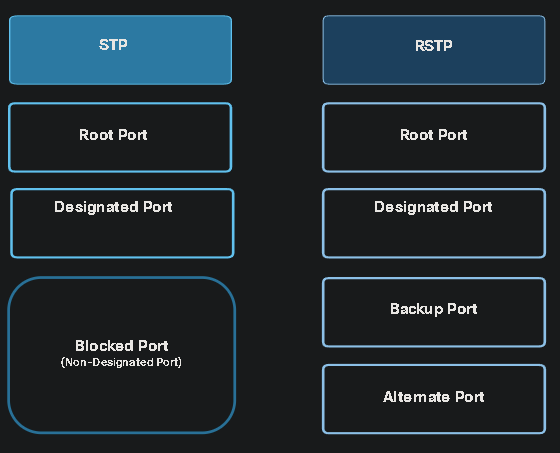 STP
RSTP
Root Port
Root Port
Designated Port
Designated Port
Blocked Port
(Non-Designated Port)
Backup Port
Alternate Port